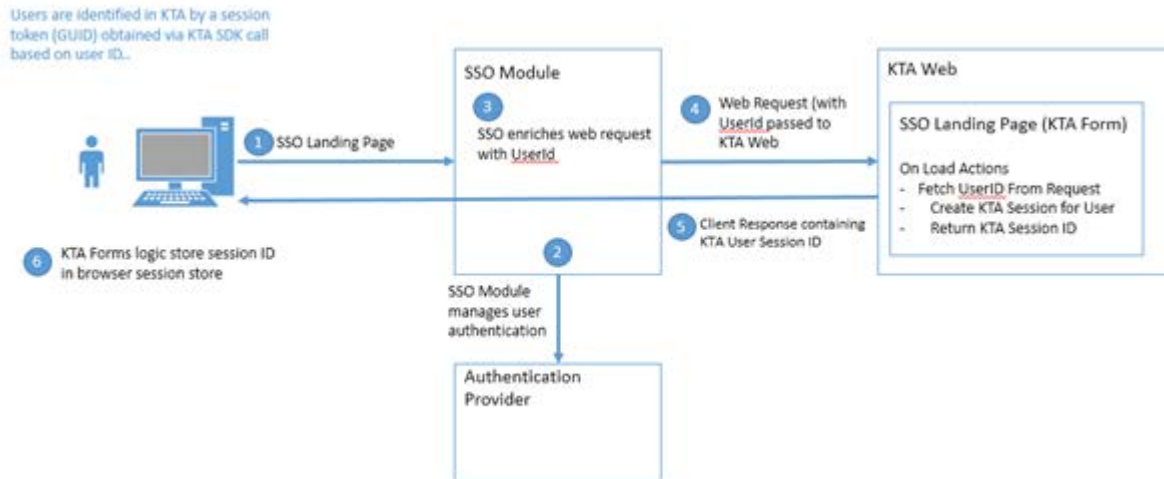 Users are identified in KTA by a session
token (GUID) obtained via KTA SDK call
based on user ID..
SSO Module
3
SSO enriches web request
with UserId
4
Web Request (with
UserId passed to
KTA Web
KTA Web
SSO Landing Page (KTA Form)
On Load Actions
- Fetch UserID From Request
- Create KTA Session for User
- Return KTA Session ID
1 SSO Landing Page
5 Client Response containing
KTA User Session ID
6 KTA Forms logic store session ID
in browser session store
2
SSO Module
manages user
authentication
Authentication
Provider